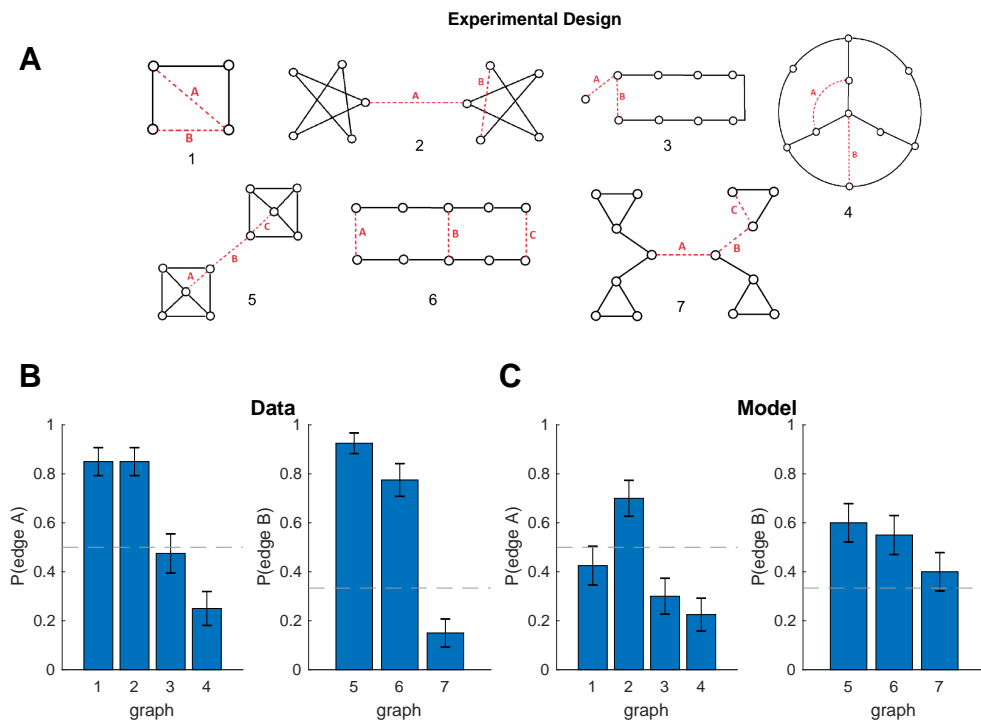 Experimental Design
A
A
B
1
A
B
2
A
B
3
A
B
4
A
B
C
5
A
B
C
6
A
B
C
7
B
Data
P(edge A)
1
0.8
0.6
0.4
0.2
0
1 2 3 4
graph
P(edge B)
1
0.8
0.6
0.4
0.2
0
5 6 7
graph
C
Model
P(edge A)
1
0.8
0.6
0.4
0.2
0
1 2 3 4
graph
P(edge B)
1
0.8
0.6
0.4
0.2
0
5 6 7
graph